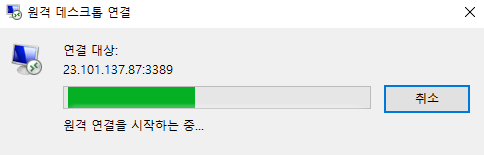 원격 데스크톱 연결
연결 대상:
23.101.137.87:3389
취소
원격 연결을 시작하는 중...